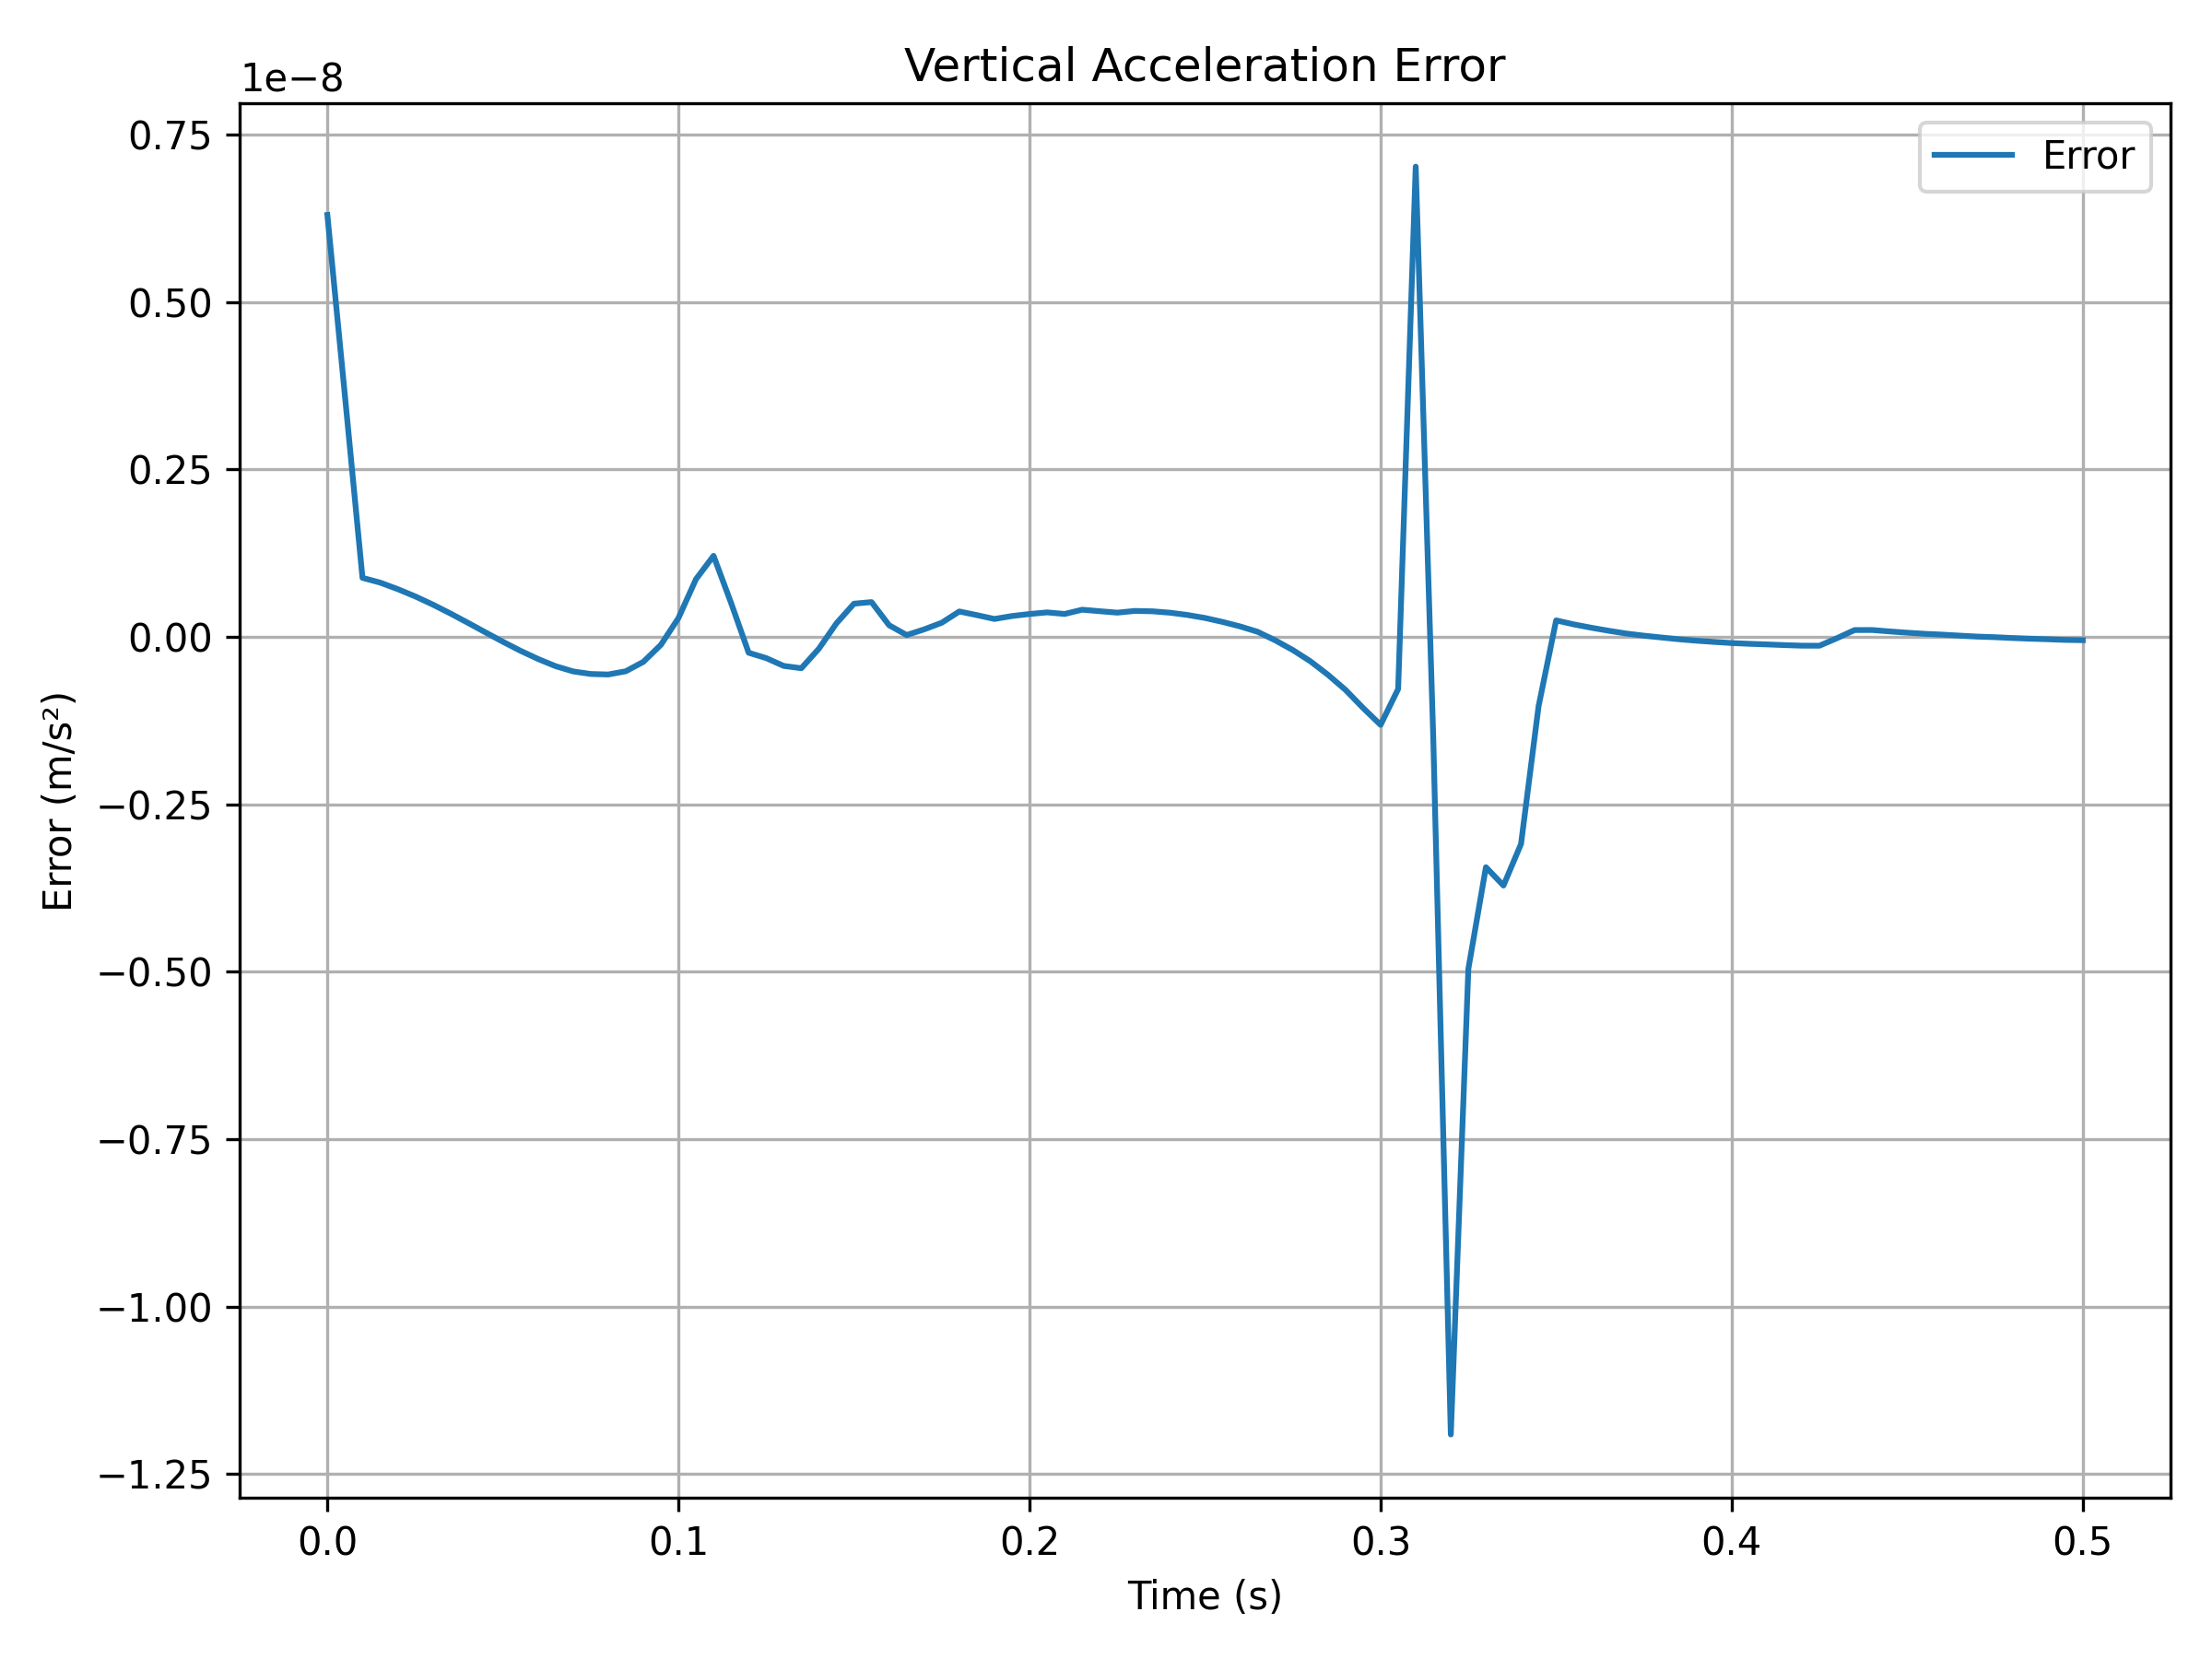 Vertical Acceleration Error
1e−8
Error
0.75
0.50
0.25
0.00
−0.25
−0.50
−0.75
−1.00
−1.25
Error (m/s²)
0.0 0.1 0.2 0.3 0.4 0.5
Time (s)